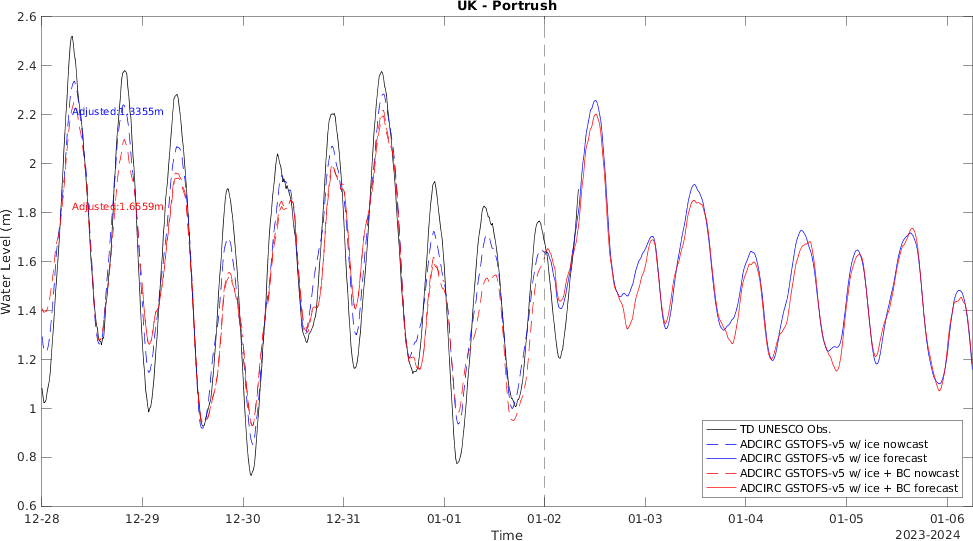 UK - Portrush
2.6
2.4
2.2
2
1.8
1.6
1.4
1.2
1
0.8
0.6
Water Level (m)
Adjusted:1.3355m
Adjusted:1.6559m
TD UNESCO Obs.
ADCIRC GSTOFS-v5 w/ ice nowcast
ADCIRC GSTOFS-v5 w/ ice forecast
ADCIRC GSTOFS-v5 w/ ice + BC nowcast
ADCIRC GSTOFS-v5 w/ ice + BC forecast
12-28 12-29 12-30 12-31 01-01 01-02 01-03 01-04 01-05 01-06
Time
2023-2024